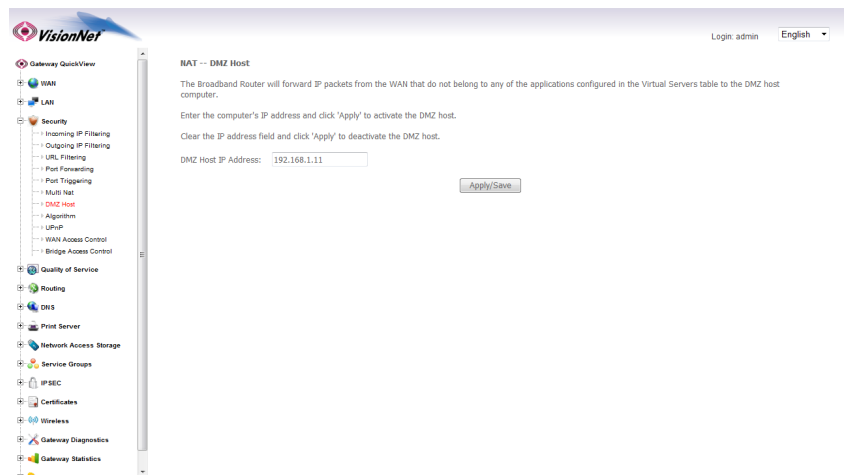 VisionNet
Login: admin
English
Gateway QuickView
WAN
LAN
Security
Incoming IP Filtering
Outgoing IP Filtering
URL Filtering
Port Forwarding
Port Triggering
Multi Nat
DMZ Host
Algorithm
UPnP
WAN Access Control
Bridge Access Control
Quality of Service
Routing
DNS
Print Server
Network Access Storage
Service Groups
IPSEC
Certificates
Wireless
Gateway Diagnostics
Gateway Statistics
NAT -- DMZ Host
The Broadband Router will forward IP packets from the WAN that do not belong to any of the applications configured in the Virtual Servers table to the DMZ host
computer.
Enter the computer's IP address and click 'Apply' to activate the DMZ host.
Clear the IP address field and click 'Apply' to deactivate the DMZ host.
DMZ Host IP Address: 192.168.1.11
Apply/Save